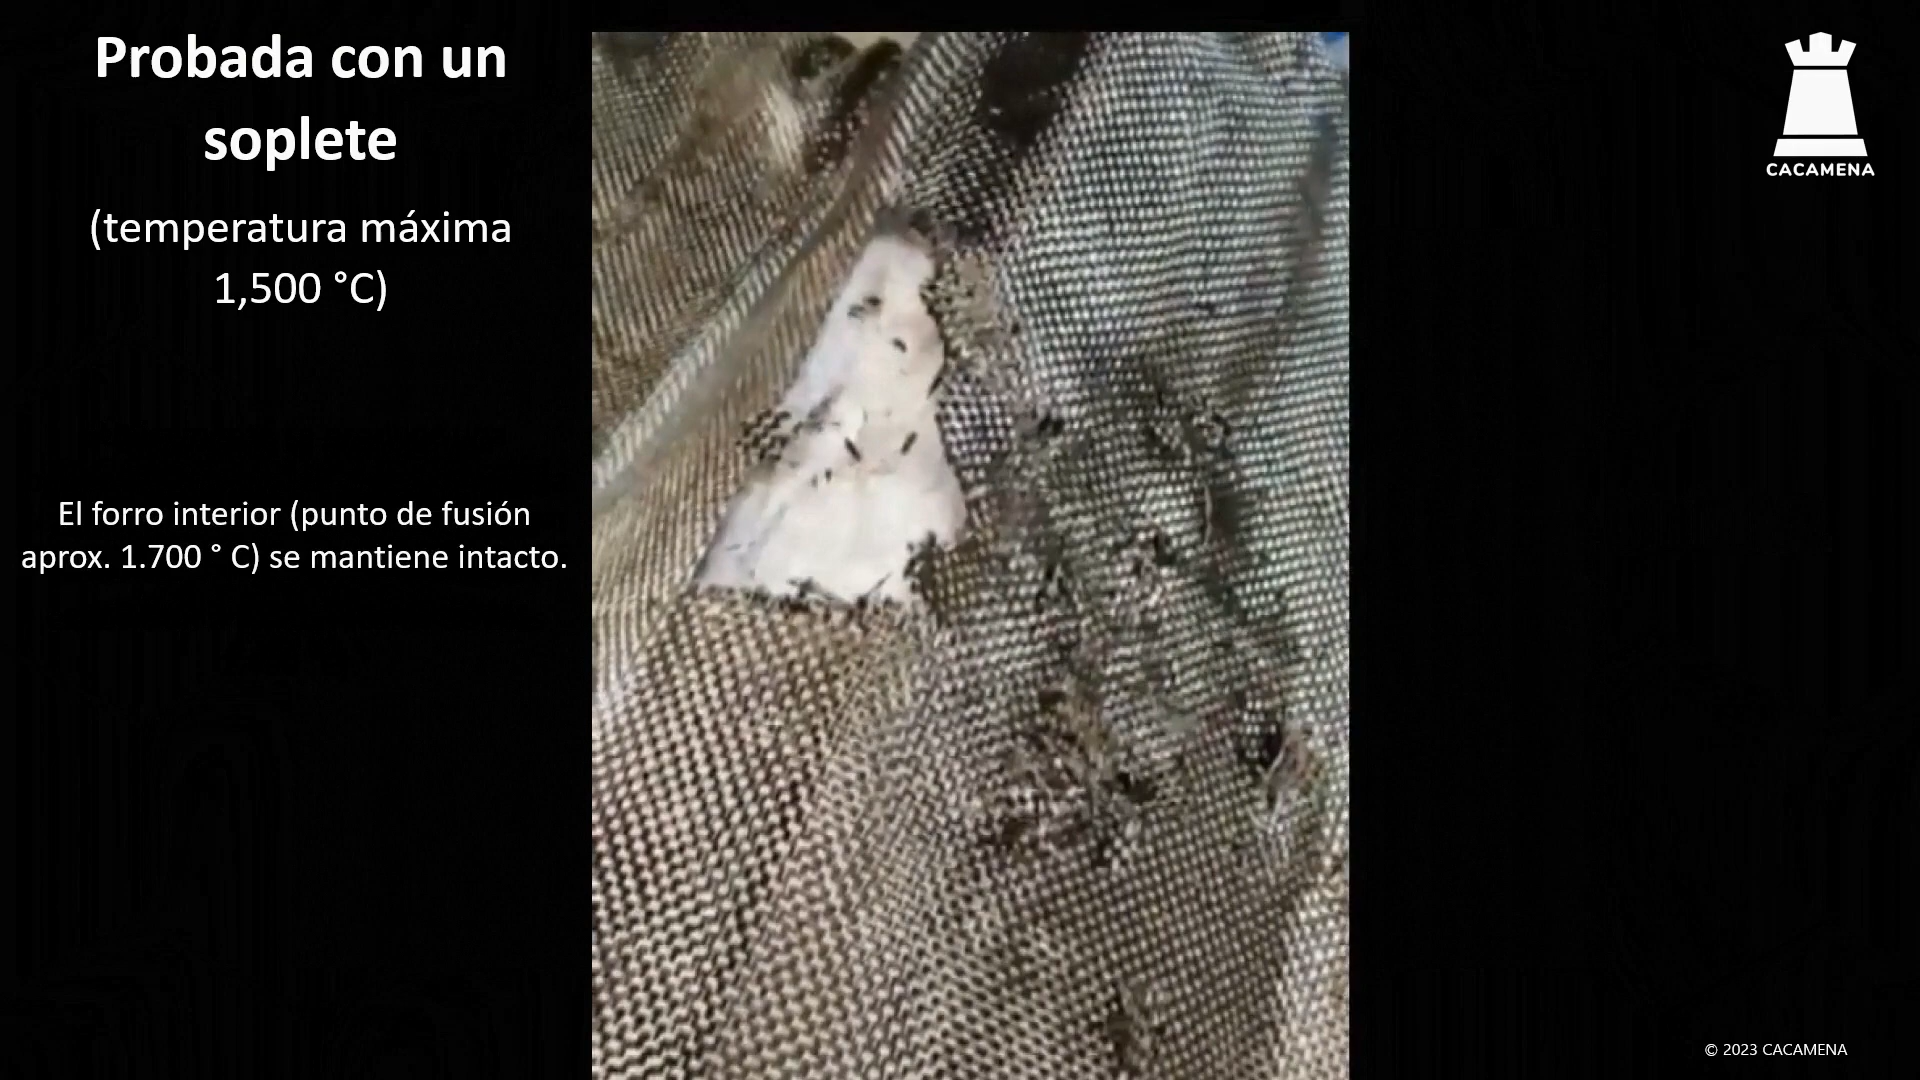 Probada con un
soplete
(temperatura máxima
1,500 °C)
El forro interior (punto de fusión
aprox. 1.700 ° C) se mantiene intacto.
CACAMENA
© 2023 CACAMENA